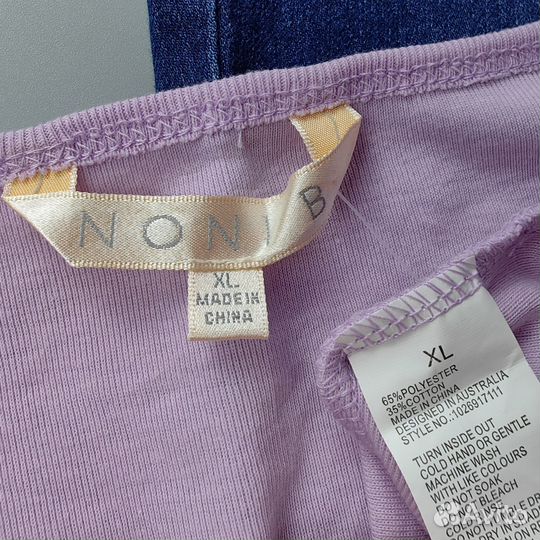 NONI B
XL
MADE IN
CHINA
XL
65%POLYESTER
35%COTTON
MADE IN CHINA
DESIGNED IN AUSTRALIA
STYLE NO.:1026917111
TURN INSIDE OUT
COLD HAND OR GENTLE
MACHINE WASH
WITH LIKE COLOURS
DO NOT SOAK
DO NOT BLEACH
Avito